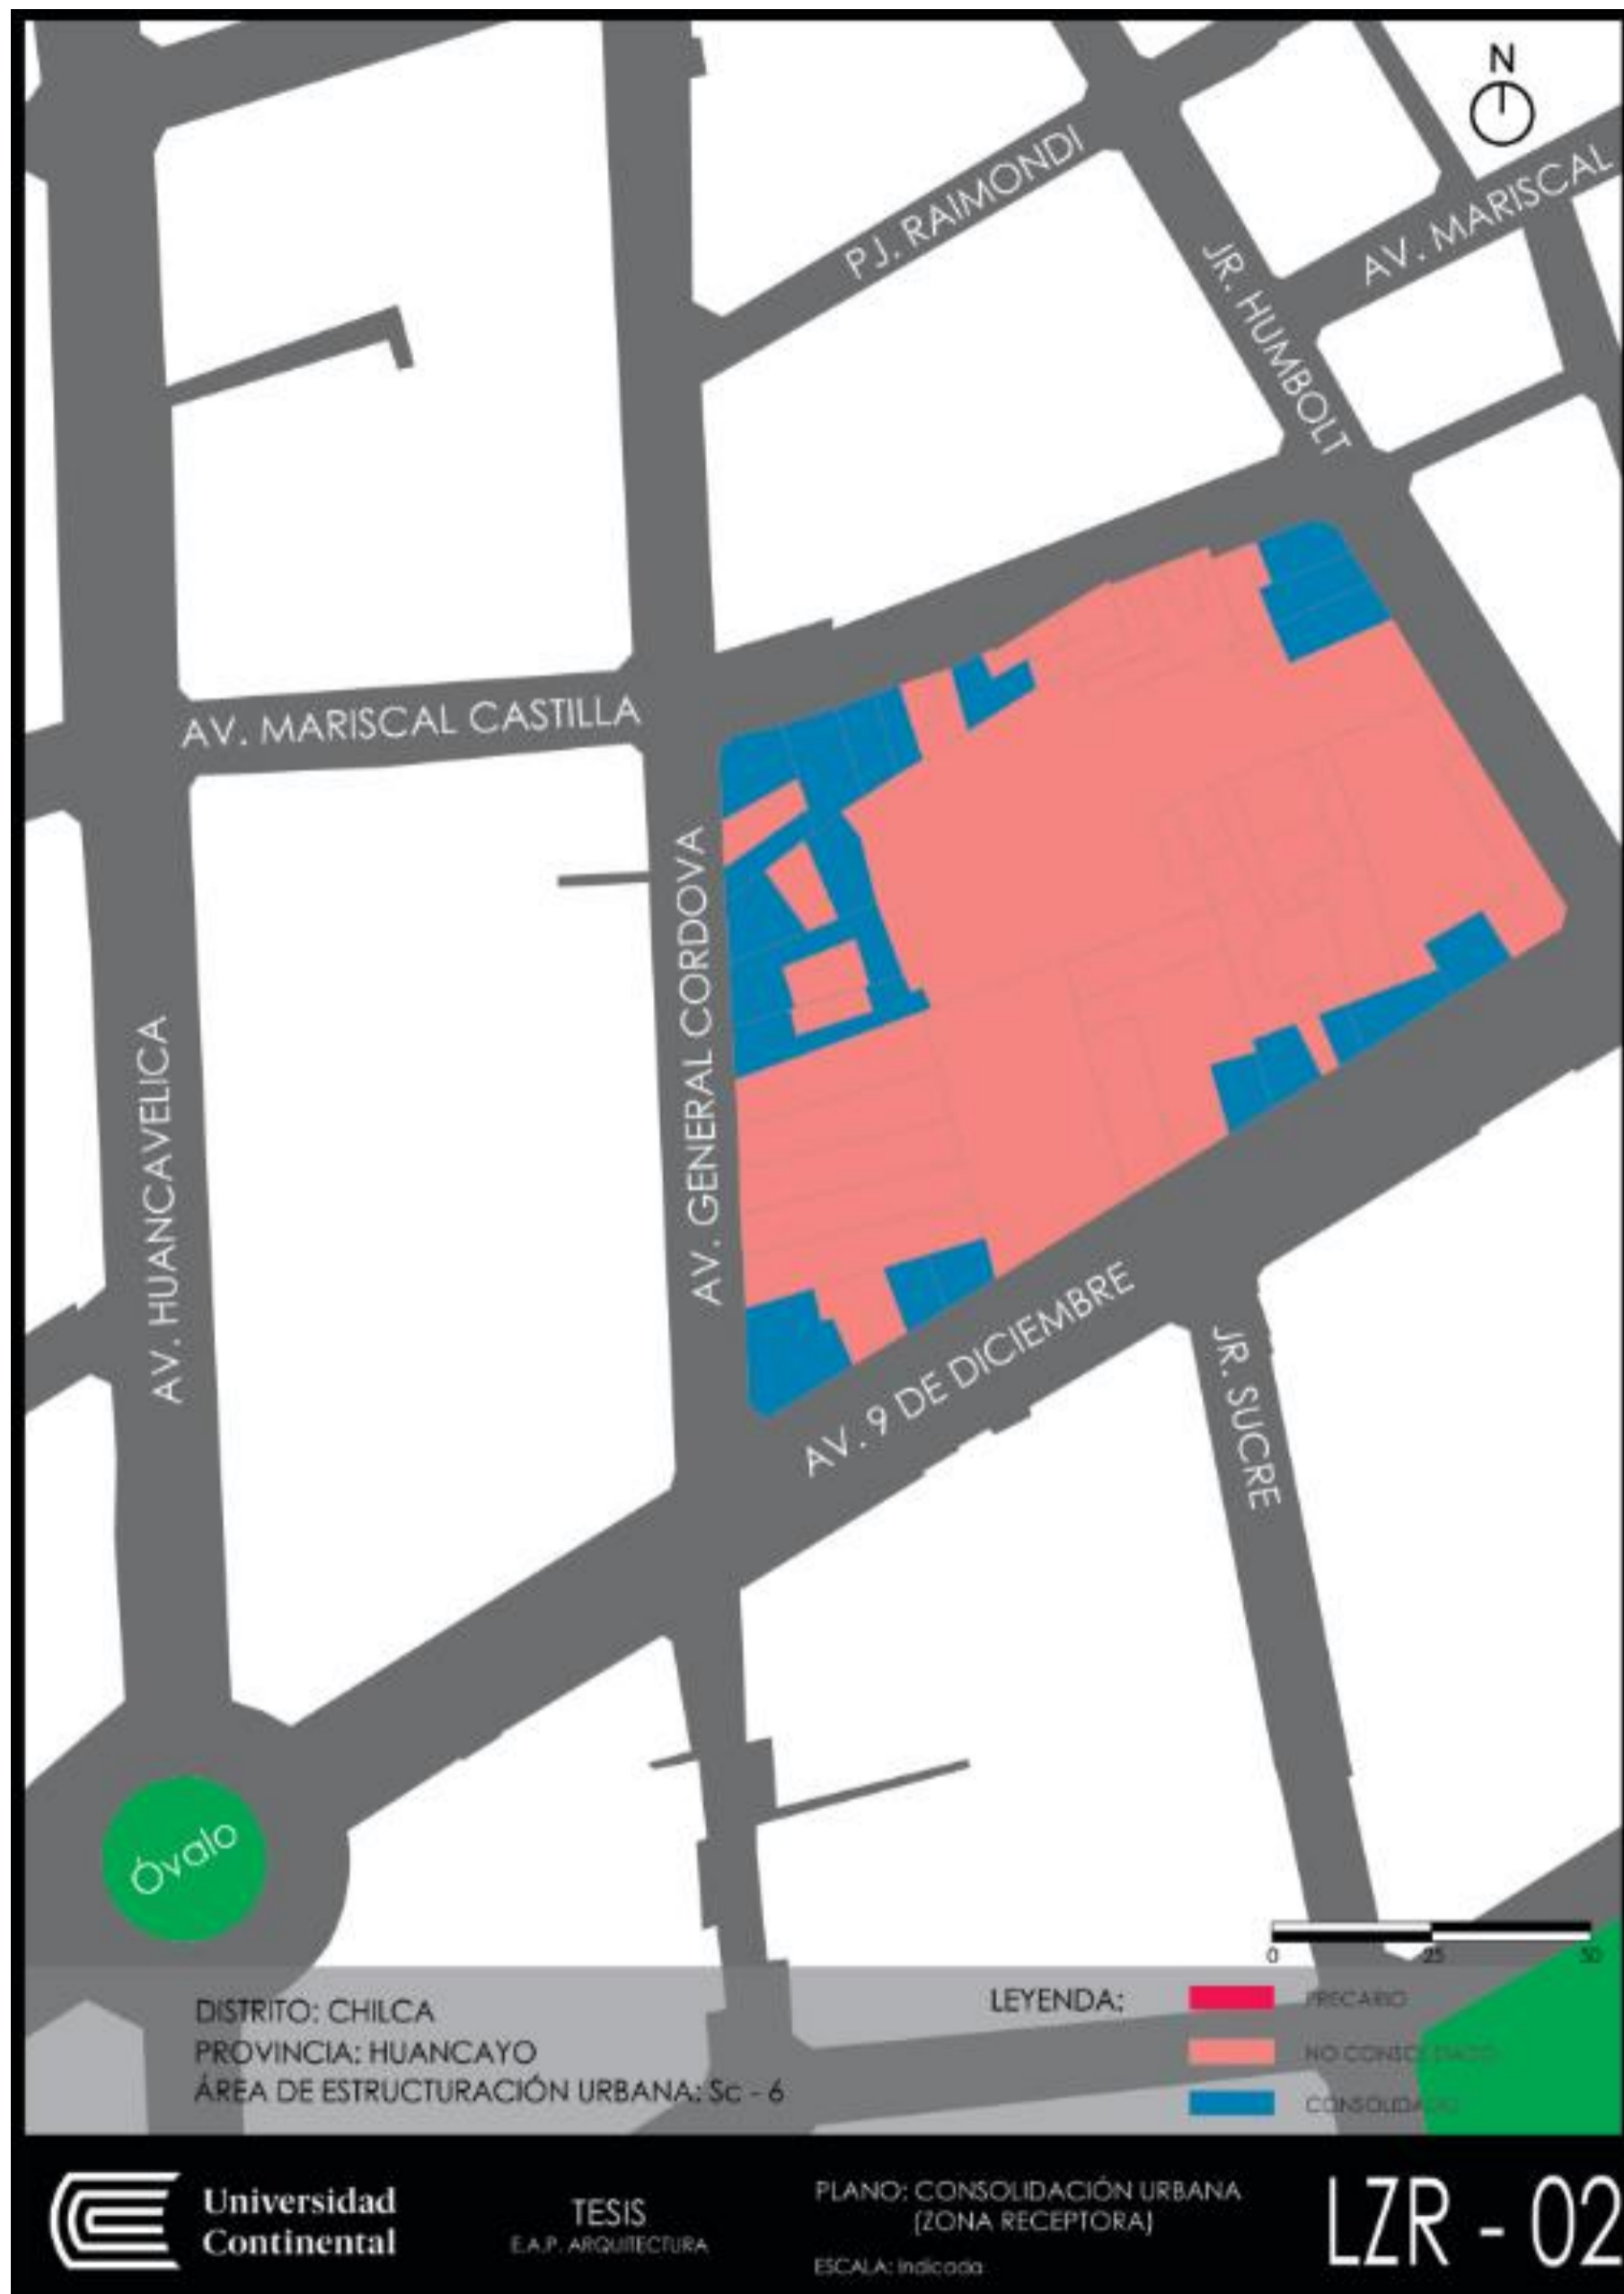 N
PJ. RAIMONDI
AV. MARISCAL
JR. HUMBOLT
AV. MARISCAL CASTILLA
AV. GENERAL CORDOVA
AV. HUANCAVELICA
AV. 9 DE DICIEMBRE
JR. SUCRE
Óvalo
0 25 50
DISTRITO: CHILCA
PROVINCIA: HUANCAYO
ÁREA DE ESTRUCTURACIÓN URBANA: Sc - 6
LEYENDA:
PRECARIO
NO CONSOLIDADO
CONSOLIDADO
Universidad
Continental
TESIS
E.A.P. ARQUITECTURA
PLANO: CONSOLIDACIÓN URBANA
(ZONA RECEPTORA)
ESCALA: Indicada
LZR - 02